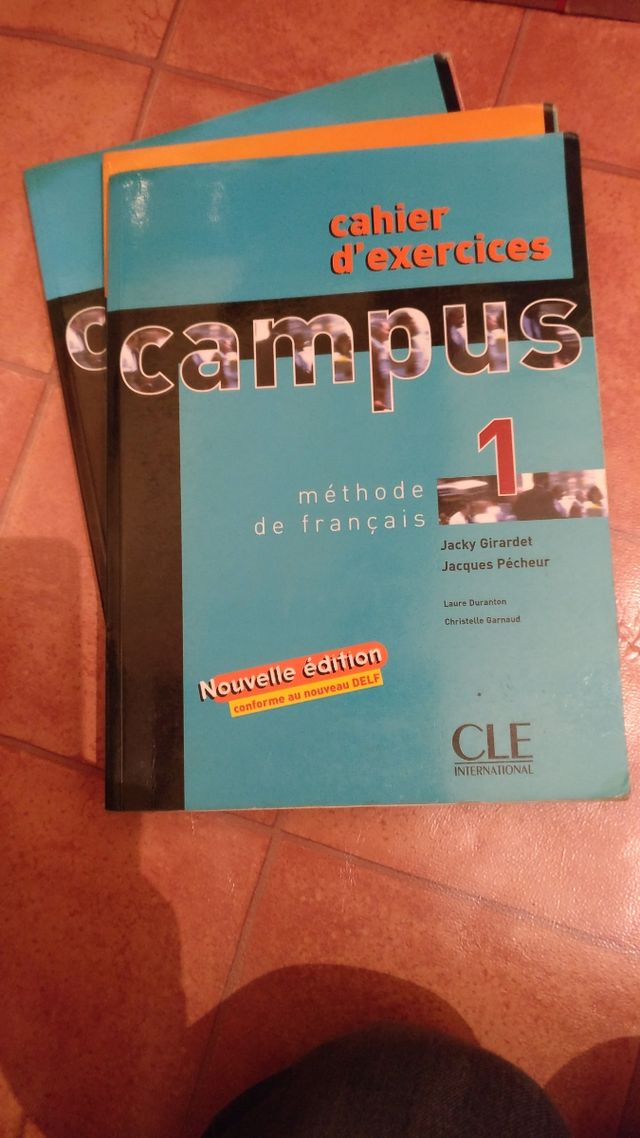 cahier
d'exercices
campus
1
méthode
de français
Jacky Girardet
Jacques Pécheur
Laure Duranton
Christelle Garnaud
Nouvelle édition
conforme au nouveau DELF
CLE
INTERNATIONAL
c